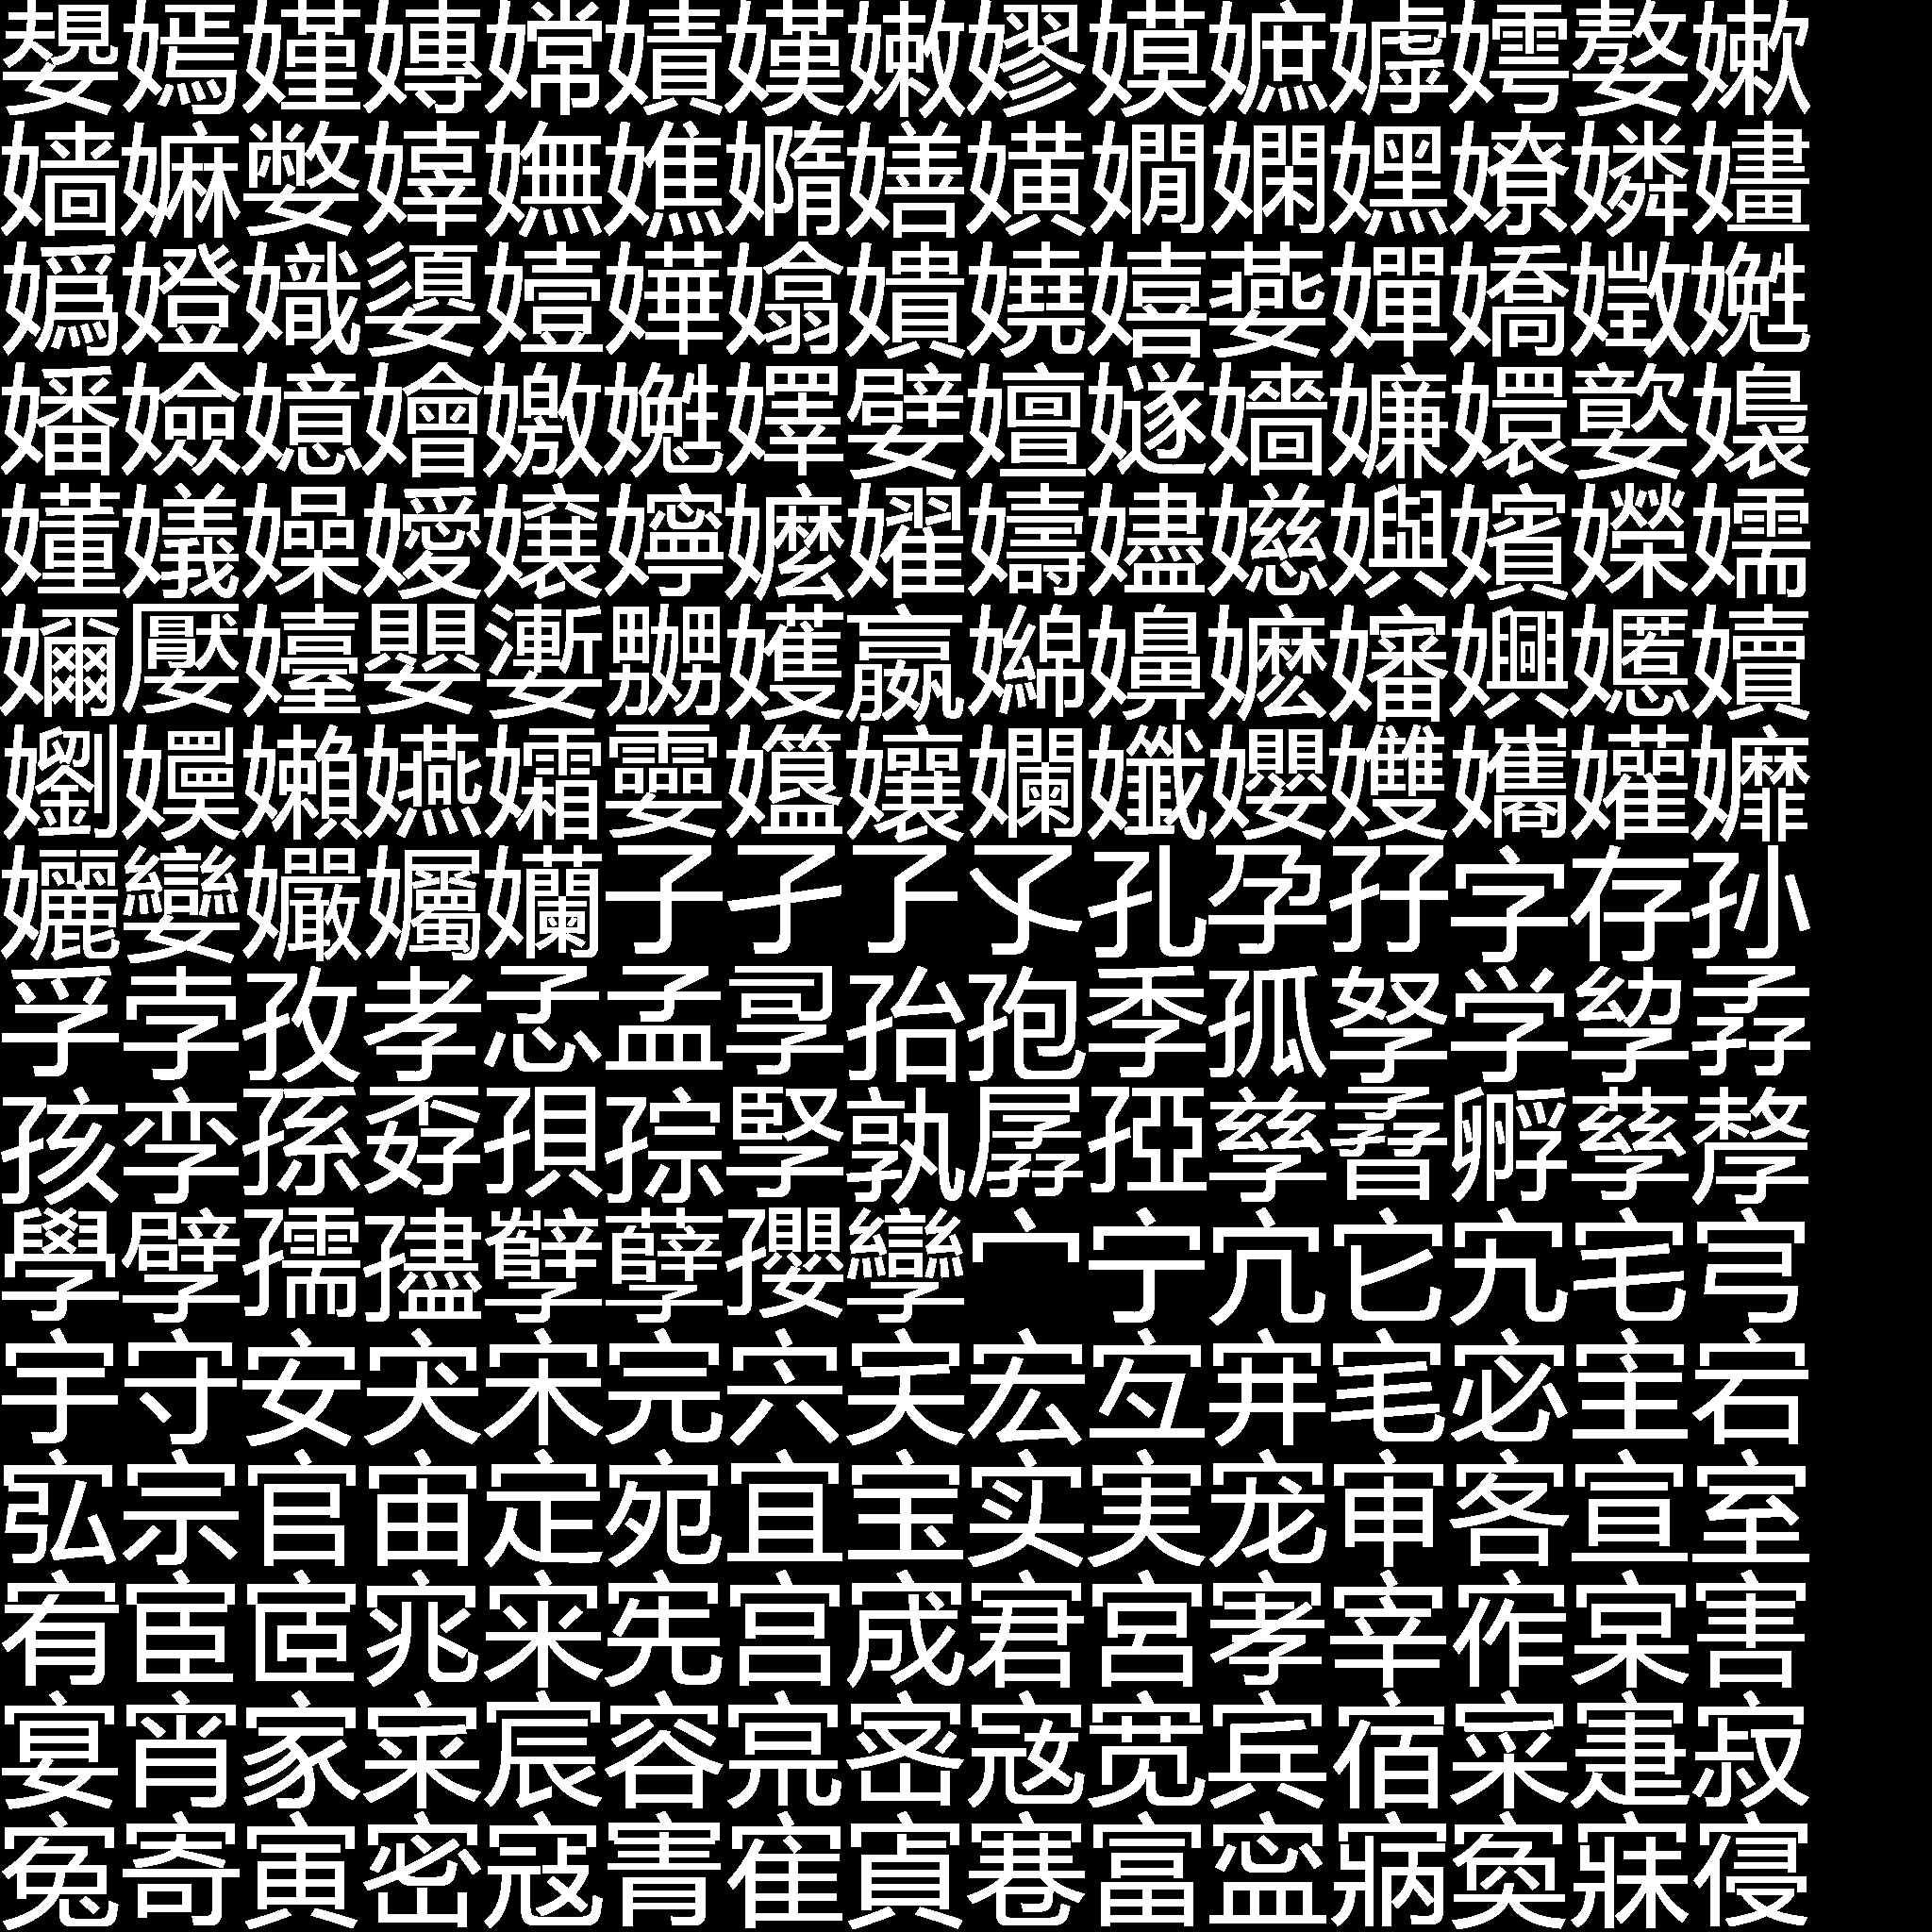 嫢嫣嫤嫥嫦嫧嫨嫩嫪嫫嫬嫭嫮嫯嫰
嫱嫲嫳嫴嫵嫶嫷嫸嫹嫺嫻嫼嫽嫾嫿
嬀嬁嬂嬃嬄嬅嬆嬇嬈嬉嬊嬋嬌嬍嬎
嬏嬐嬑嬒嬓嬔嬕嬖嬗嬘嬙嬚嬛嬜嬝
嬞嬟嬠嬡嬢嬣嬤嬥嬦嬧嬨嬩嬪嬫嬬
嬭嬮嬯嬰嬱嬲嬳嬴嬵嬶嬷嬸嬹嬺嬻
嬼嬽嬾嬿孀孁孂孃孄孅孆孇孈孉孊
孋孌孍孎孏子孑孒孓孔孕孖字存孙
孚孛孜孝孞孟孠孡孢季孤孥学孧孨
孩孪孫孬孭孮孯孰孱孲孳孴孵孶孷
學孹孺孻孼孽孾孿宀宁宂它宄宅宆
宇守安宊宋完宍宎宏宐宑宒宓宔宕
宖宗官宙定宛宜宝实実宠审客宣室
宥宦宧宨宩宪宫宬宭宮宯宰宱宲害
宴宵家宷宸容宺宻宼宽宾宿寀寁寂
寃寄寅密寇寈寉寊寋富寍寎寏寐寑